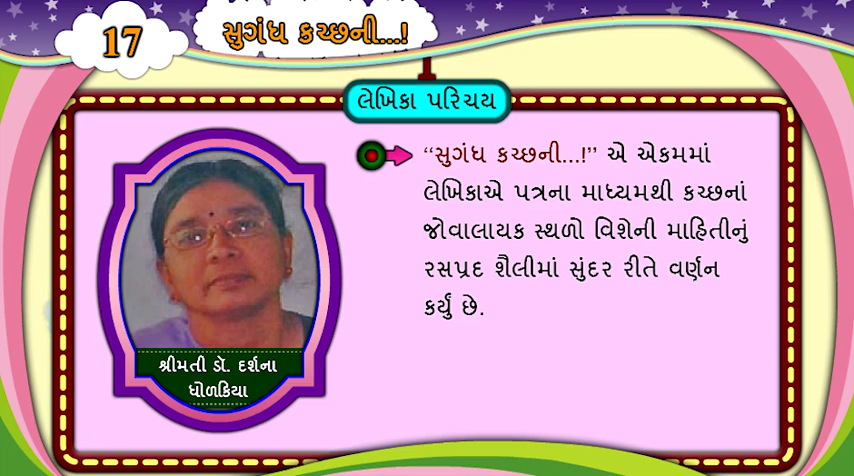 17
સુગંધ કચ્છની...!
લેખિકા પરિચય
“સુગંધ કચ્છની...!” એ એકમમાં
લેખિકાએ પત્રના માધ્યમથી કચ્છનાં
જોવાલાયક સ્થળો વિશેની માહિતીનું
રસપ્રદ શૈલીમાં સુંદર રીતે વર્ણન
કર્યું છે.
શ્રીમતી ડૉ. દર્શના
ધોળકિયા